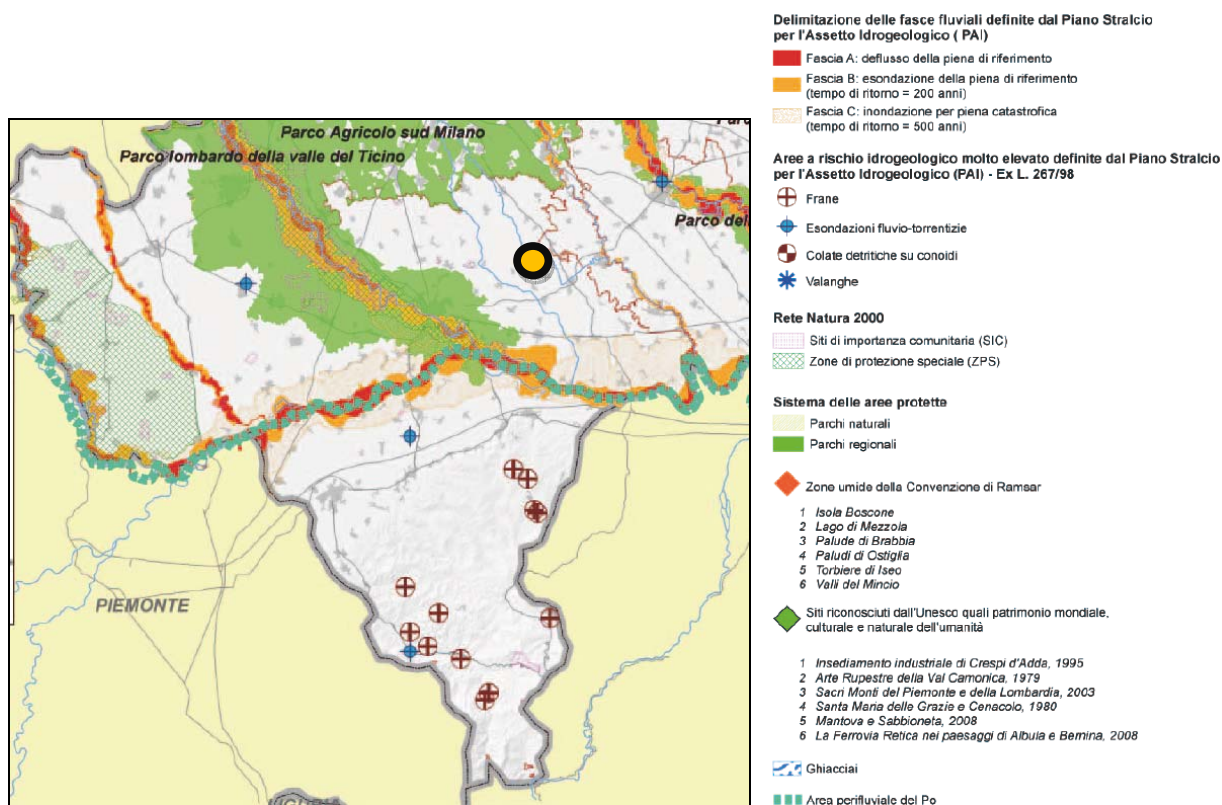 Parco Agricolo sud Milano
Parco lombardo della valle del Ticino
PIEMONTE
Delimitazione delle fasce fluviali definite dal Piano Stralcio
per l'Assetto Idrogeologico ( PAI)
Fascia A: deflusso della piena di riferimento
Fascia B: esondazione della piena di riferimento
(tempo di ritorno = 200 anni)
Fascia C: inondazione per piena catastrofica
(tempo di ritorno = 500 anni)
Aree a rischio idrogeologico molto elevato definite dal Piano Stralcio
per l'Assetto Idrogeologico (PAI) - Ex L. 267/98
Frane
Esondazioni fluvio-torrentizie
Colate detritiche su conoidi
Valanghe
Rete Natura 2000
Siti di importanza comunitaria (SIC)
Zone di protezione speciale (ZPS)
Sistema delle aree protette
Parchi naturali
Parchi regionali
Zone umide della Convenzione di Ramsar
1 Isola Boscone
2 Lago di Mezzola
3 Palude di Brabbia
4 Paludi di Ostiglia
5 Torbiere di Iseo
6 Valli del Mincio
Siti riconosciuti dall'Unesco quali patrimonio mondiale,
culturale e naturale dell'umanità
1 Insediamento industriale di Crespi d'Adda, 1995
2 Arte Rupestre della Val Camonica, 1979
3 Sacri Monti del Piemonte e della Lombardia, 2003
4 Santa Maria delle Grazie e Cenacolo, 1980
5 Mantova e Sabbioneta, 2008
6 La Ferrovia Retica nei paesaggi di Albula e Bernina, 2008
Ghiacciai
Area perifluviale del Po